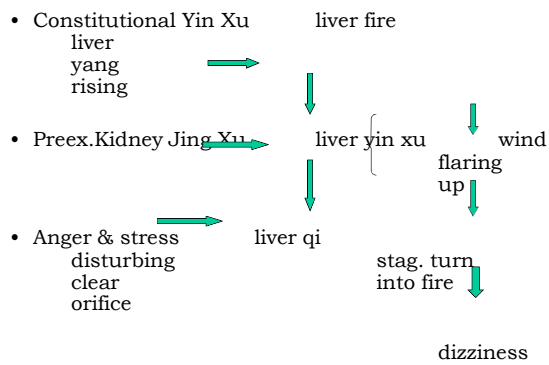 • Constitutional Yin Xu liver fire
liver
yang
rising
• Preex.Kidney Jing Xu liver yin xu wind
flaring
up
• Anger & stress liver qi
disturbing stag. turn
clear into fire
orifice
dizziness